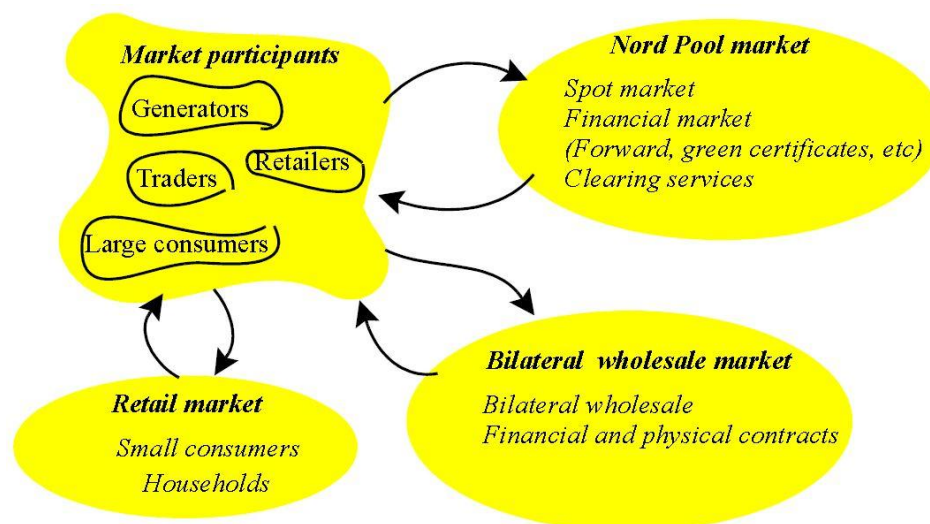 Market participants
Generators
Retailers
Traders
Large consumers
Nord Pool market
Spot market
Financial market
(Forward, green certificates, etc)
Clearing services
Bilateral wholesale market
Bilateral wholesale
Financial and physical contracts
Retail market
Small consumers
Households